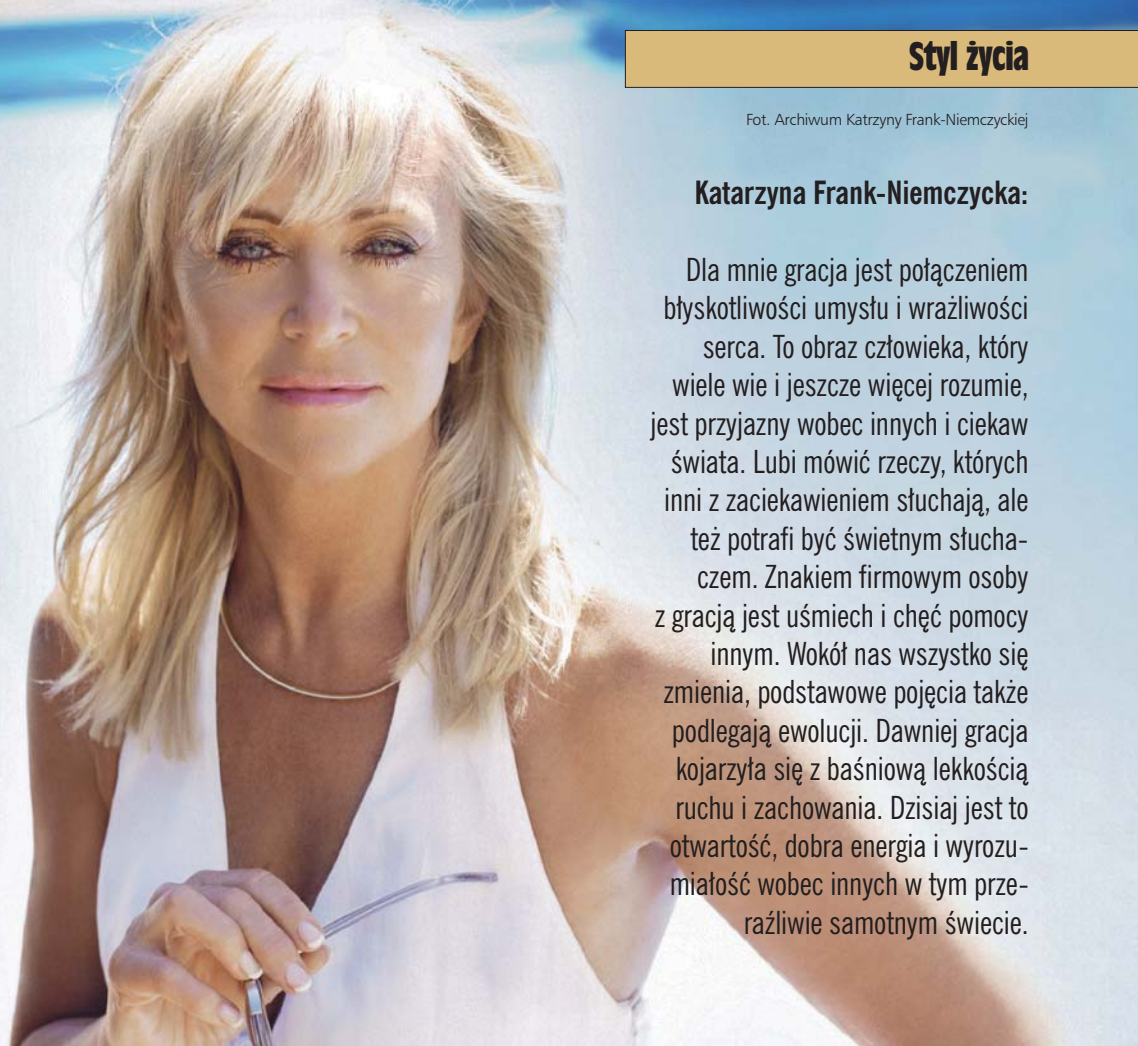 Styl życia
Fot. Archiwum Katrzyny Frank-Niemczyckiej
Katarzyna Frank-Niemczycka:
Dla mnie gracja jest połączeniem
błyskotliwości umysłu i wrażliwości
serca. To obraz człowieka, który
wiele wie i jeszcze więcej rozumie,
jest przyjazny wobec innych i ciekaw
świata. Lubi mówić rzeczy, których
inni z zaciekawieniem słuchają, ale
też potrafi być świetnym słucha-
czem. Znakiem firmowym osoby
z gracją jest uśmiech i chęć pomocy
innym. Wokół nas wszystko się
zmienia, podstawowe pojęcia także
podlegają ewolucji. Dawniej gracja
kojarzyła się z baśniową lekkością
ruchu i zachowania. Dzisiaj jest to
otwartość, dobra energia i wyrozu-
miałość wobec innych w tym prze-
raźliwie samotnym świecie.